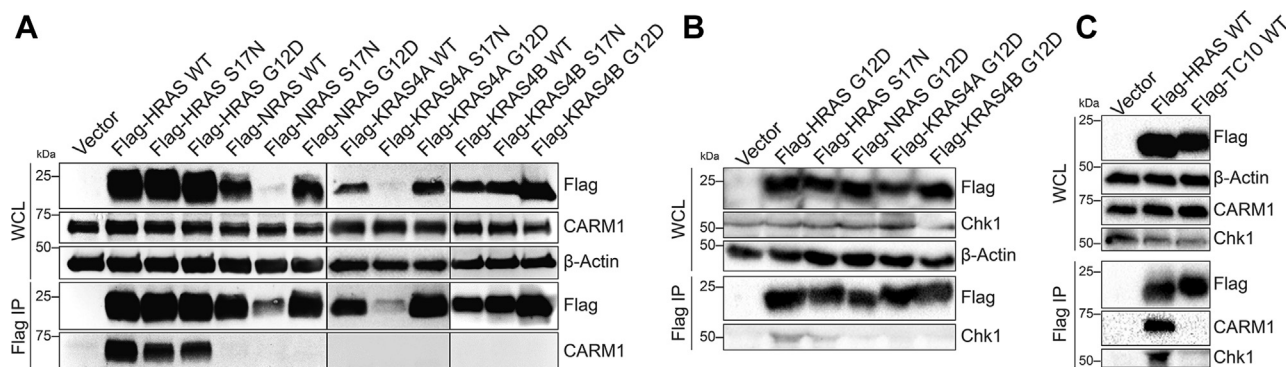 A
Vector
Flag-HRAS WT
Flag-HRAS S17N
Flag-HRAS G12D
Flag-NRAS WT
Flag-NRAS S17N
Flag-NRAS G12D
Flag-KRAS4A WT
Flag-KRAS4A S17N
Flag-KRAS4A G12D
Flag-KRAS4B WT
Flag-KRAS4B S17N
Flag-KRAS4B G12D
kDa
WCL
25
Flag
75
CARM1
50
β-Actin
Flag IP
25
Flag
75
CARM1
B
Vector
Flag-HRAS G12D
Flag-HRAS S17N
Flag-NRAS G12D
Flag-KRAS4A G12D
Flag-KRAS4B G12D
kDa
WCL
25
Flag
50
Chk1
50
β-Actin
Flag IP
25
Flag
50
Chk1
C
Vector
Flag-HRAS WT
Flag-TC10 WT
kDa
WCL
25
Flag
50
β-Actin
75
CARM1
50
Chk1
Flag IP
25
Flag
75
CARM1
50
Chk1